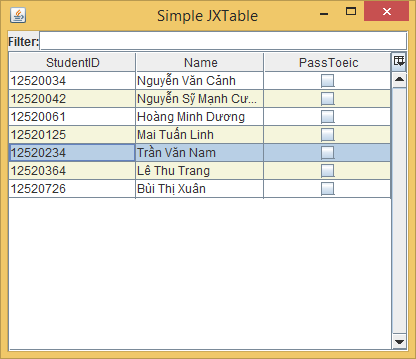 Simple JXTable
Filter:
StudentID Name PassToeic
12520034 Nguyễn Văn Cảnh
12520042 Nguyễn Sỹ Mạnh Cư...
12520061 Hoàng Minh Dương
12520125 Mai Tuấn Linh
12520234 Trần Văn Nam
12520364 Lê Thu Trang
12520726 Bùi Thị Xuân